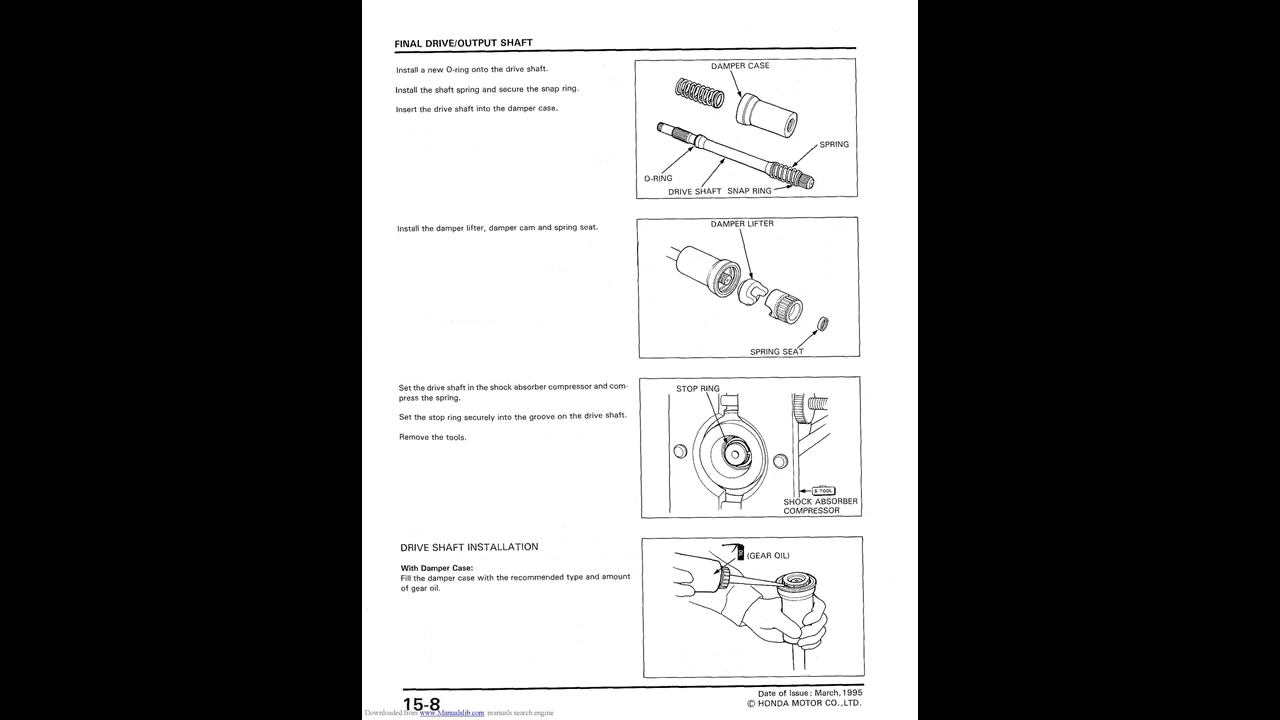 FINAL DRIVE/OUTPUT SHAFT
Install a new O-ring onto the drive shaft.
Install the shaft spring and secure the snap ring.
Insert the drive shaft into the damper case.
DAMPER CASE
SPRING
O-RING
DRIVE SHAFT SNAP RING
Install the damper lifter, damper cam and spring seat.
DAMPER LIFTER
SPRING SEAT
Set the drive shaft in the shock absorber compressor and com-
press the spring.
Set the stop ring securely into the groove on the drive shaft.
Remove the tools.
STOP RING
S TOOL
SHOCK ABSORBER
COMPRESSOR
DRIVE SHAFT INSTALLATION
With Damper Case:
Fill the damper case with the recommended type and amount
of gear oil.
(GEAR OIL)
15-8
Date of Issue: March, 1995
© HONDA MOTOR CO., LTD.
Downloaded from www.Manualslib.com manuals search engine